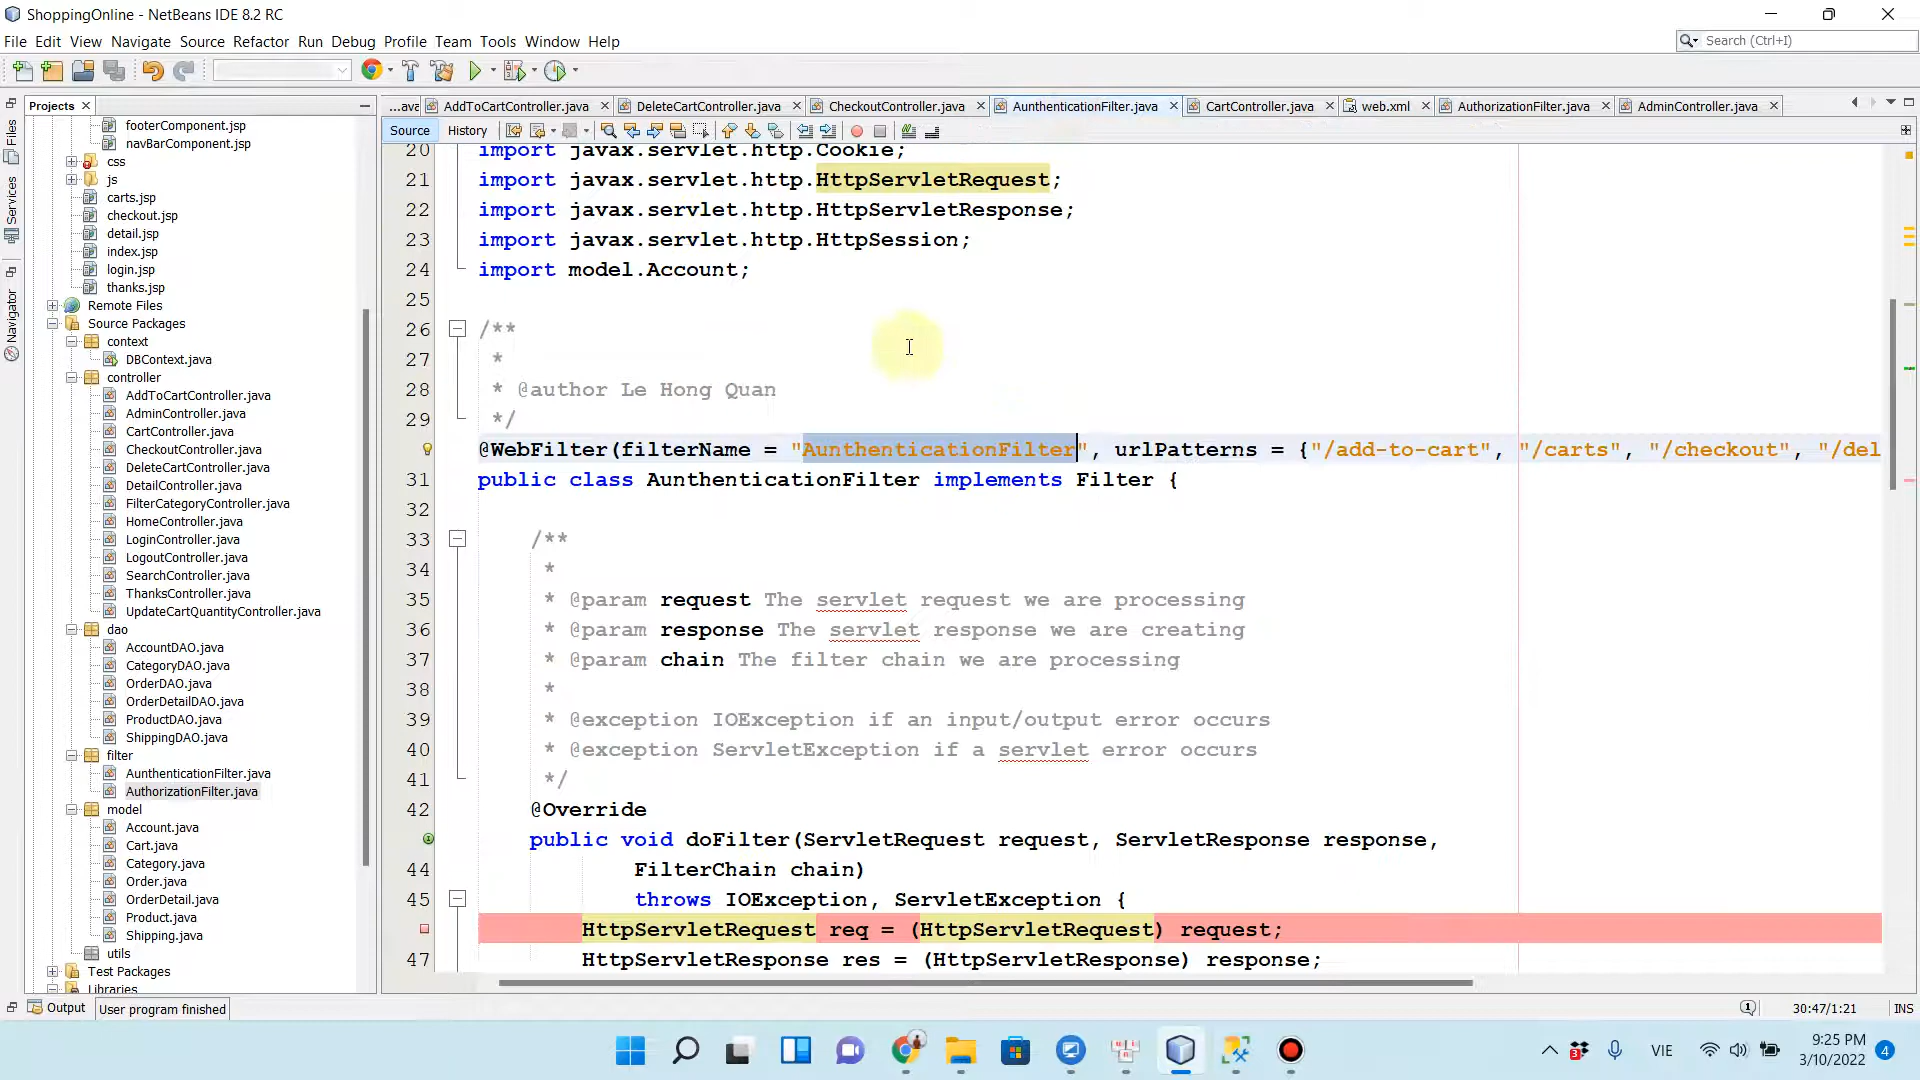 ShoppingOnline - NetBeans IDE 8.2 RC
File Edit View Navigate Source Refactor Run Debug Profile Team Tools Window Help
Search (Ctrl+I)
Projects
Files
Services
Navigator
footerComponent.jsp
navBarComponent.jsp
css
js
carts.jsp
checkout.jsp
detail.jsp
index.jsp
login.jsp
thanks.jsp
Remote Files
Source Packages
context
DBContext.java
controller
AddToCartController.java
AdminController.java
CartController.java
CheckoutController.java
DeleteCartController.java
DetailController.java
FilterCategoryController.java
HomeController.java
LoginController.java
LogoutController.java
SearchController.java
ThanksController.java
UpdateCartQuantityController.java
dao
AccountDAO.java
CategoryDAO.java
OrderDAO.java
OrderDetailDAO.java
ProductDAO.java
ShippingDAO.java
filter
AunthenticationFilter.java
AuthorizationFilter.java
model
Account.java
Cart.java
Category.java
Order.java
OrderDetail.java
Product.java
Shipping.java
utils
Test Packages
Libraries
...ava AddToCartController.java DeleteCartController.java CheckoutController.java AunthenticationFilter.java CartController.java web.xml AuthorizationFilter.java AdminController.java
Source History
20 import javax.servlet.http.Cookie;
21 import javax.servlet.http.HttpServletRequest;
22 import javax.servlet.http.HttpServletResponse;
23 import javax.servlet.http.HttpSession;
24 import model.Account;
25
26 /**
27 *
28 * @author Le Hong Quan
29 */
@WebFilter(filterName = "AunthenticationFilter", urlPatterns = {"/add-to-cart", "/carts", "/checkout", "/del
31 public class AunthenticationFilter implements Filter {
32
33 /**
34 *
35 * @param request The servlet request we are processing
36 * @param response The servlet response we are creating
37 * @param chain The filter chain we are processing
38 *
39 * @exception IOException if an input/output error occurs
40 * @exception ServletException if a servlet error occurs
41 */
42 @Override
public void doFilter(ServletRequest request, ServletResponse response,
44 FilterChain chain)
45 throws IOException, ServletException {
HttpServletRequest req = (HttpServletRequest) request;
47 HttpServletResponse res = (HttpServletResponse) response;
Output User program finished
1 30:47/1:21 INS
3 VIE 9:25 PM
3/10/2022 4